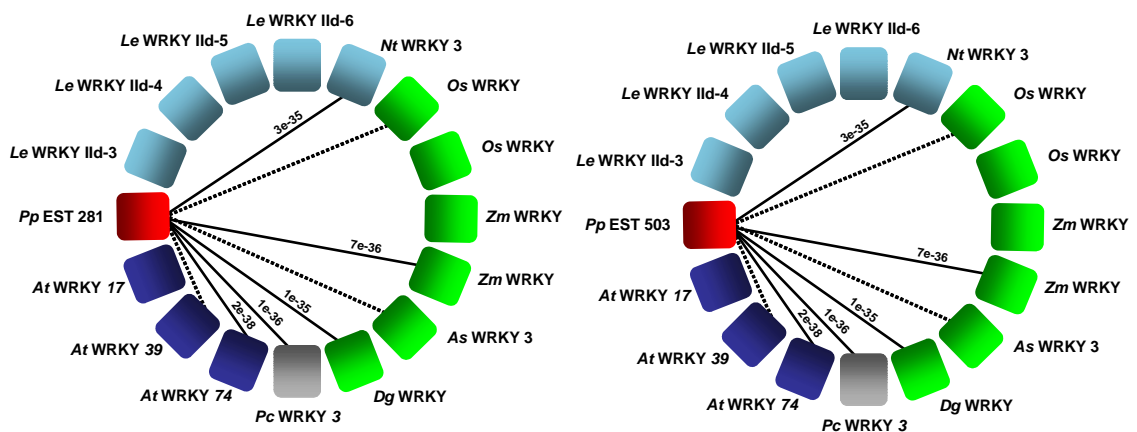 Le WRKY IId-6
Le WRKY IId-5
Nt WRKY 3
Le WRKY IId-4
Os WRKY
Le WRKY IId-3
Os WRKY
Pp EST 281
Zm WRKY
At WRKY 17
Zm WRKY
At WRKY 39
As WRKY 3
At WRKY 74
Dg WRKY
Pc WRKY 3
3e-35
7e-36
1e-35
1e-36
2e-38
Le WRKY IId-6
Le WRKY IId-5
Nt WRKY 3
Le WRKY IId-4
Os WRKY
Le WRKY IId-3
Os WRKY
Pp EST 503
Zm WRKY
At WRKY 17
Zm WRKY
At WRKY 39
As WRKY 3
At WRKY 74
Dg WRKY
Pc WRKY 3
3e-35
7e-36
1e-35
1e-36
2e-38